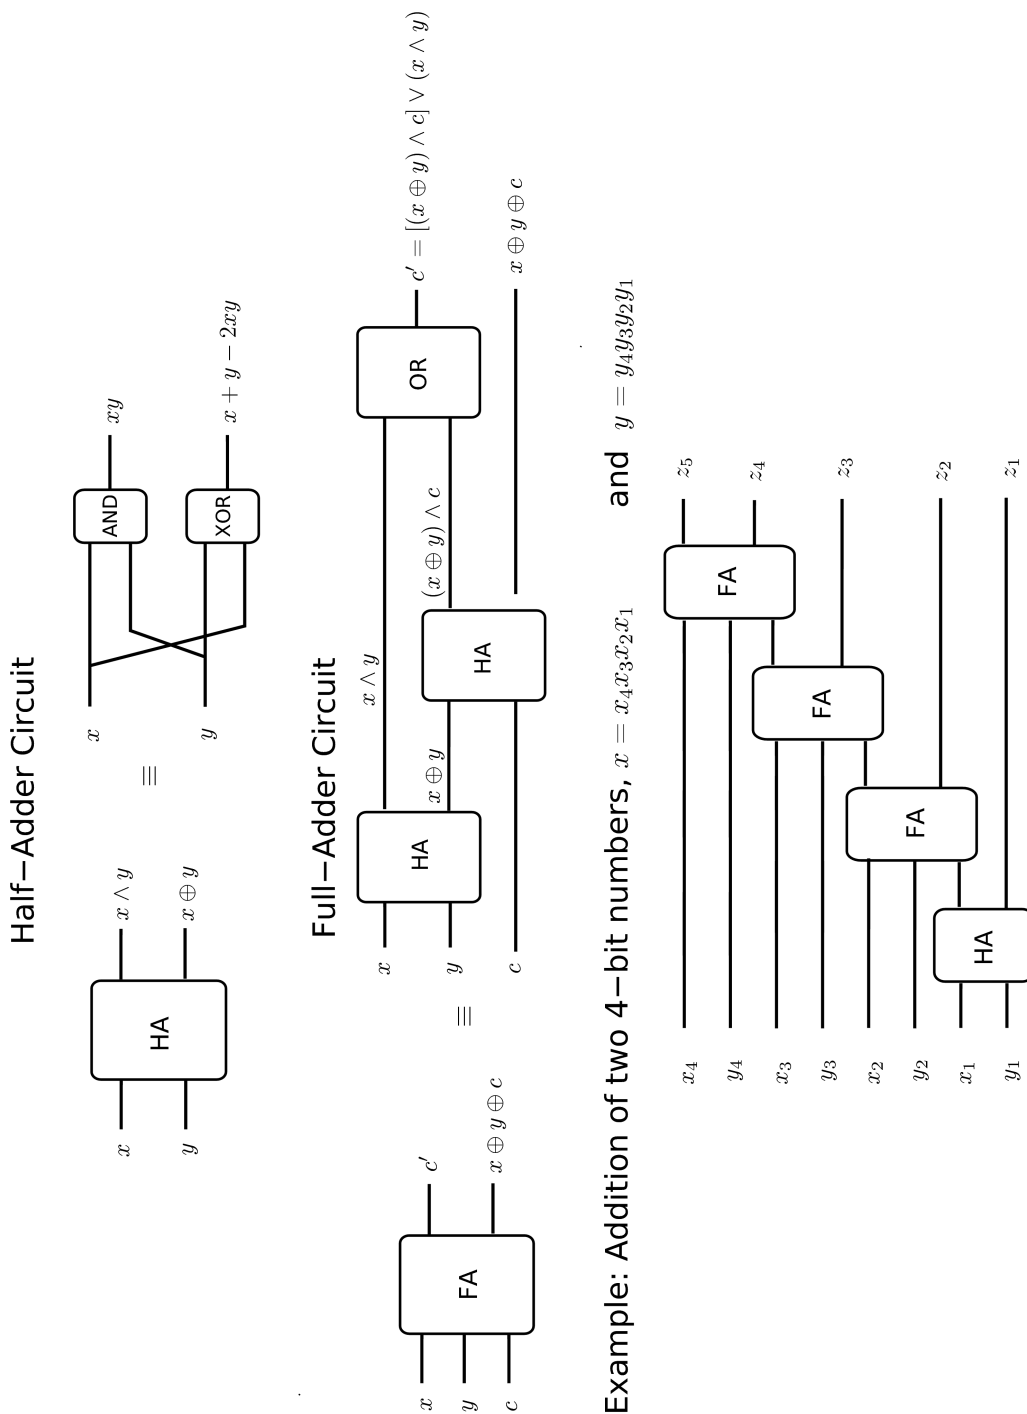 Half−Adder Circuit
x
y
HA
x ∧ y
x ⊕ y
≡
x
y
AND
XOR
xy
x + y − 2xy
Full−Adder Circuit
x
y
c
FA
c′
x ⊕ y ⊕ c
≡
x
y
c
HA
x ∧ y
x ⊕ y
HA
(x ⊕ y) ∧ c
OR
c′ = [(x ⊕ y) ∧ c] ∨ (x ∧ y)
x ⊕ y ⊕ c
Example: Addition of two 4−bit numbers, x = x₄x₃x₂x₁ and y = y₄y₃y₂y₁
x₄
y₄
x₃
y₃
x₂
y₂
x₁
y₁
HA
FA
FA
FA
z₅
z₄
z₃
z₂
z₁